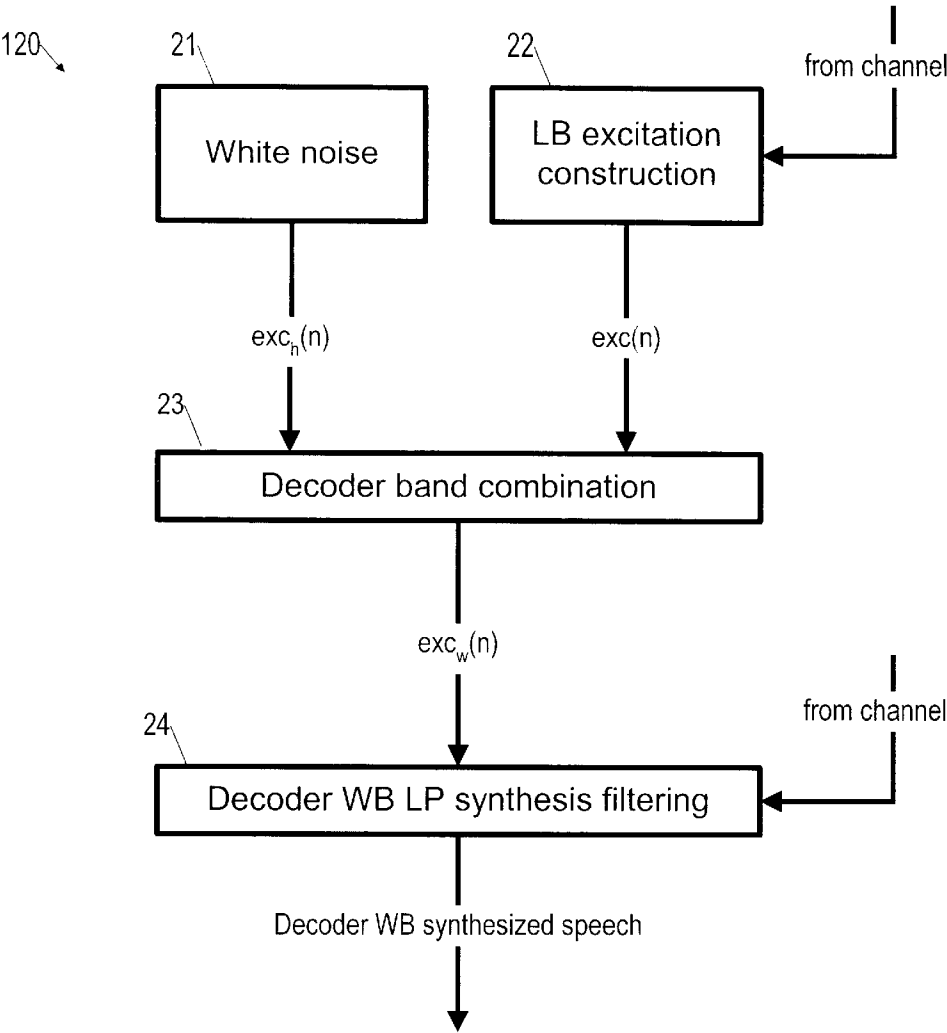 120
21
22
from channel
White noise
LB excitation
construction
exc_h(n)
exc(n)
23
Decoder band combination
exc_w(n)
from channel
24
Decoder WB LP synthesis filtering
Decoder WB synthesized speech